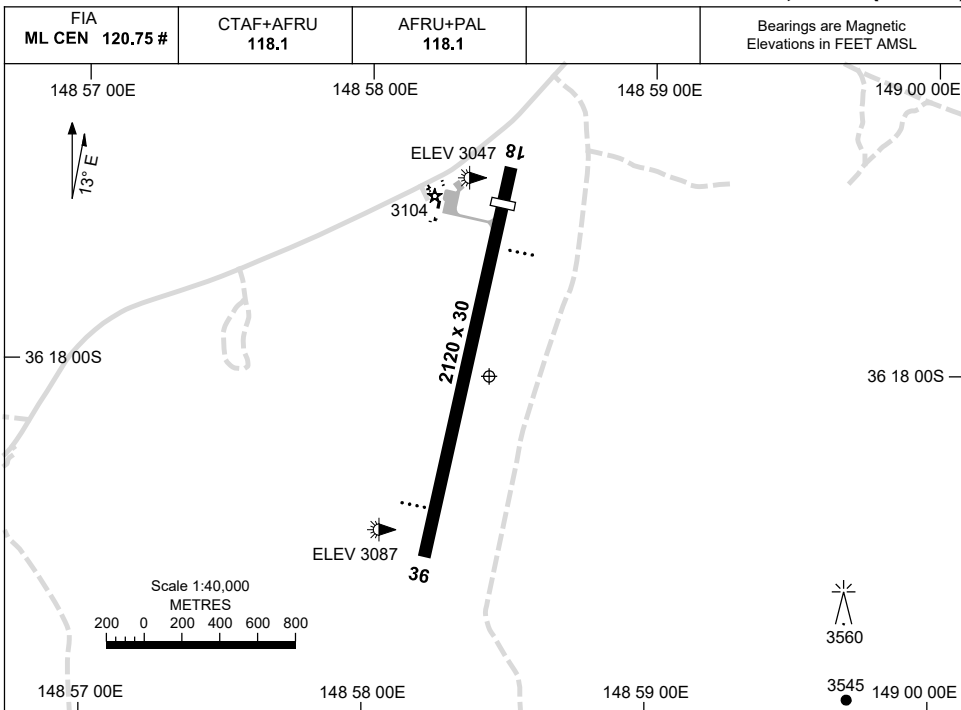 FIA
ML CEN 120.75 #
CTAF+AFRU
118.1
AFRU+PAL
118.1
Bearings are Magnetic
Elevations in FEET AMSL
148 57 00E
148 58 00E
148 59 00E
149 00 00E
13° E
ELEV 3047
18
3104
2120 x 30
36 18 00S
36 18 00S
ELEV 3087
36
Scale 1:40,000
METRES
200 0 200 400 600 800
3560
3545
148 57 00E
148 58 00E
148 59 00E
149 00 00E